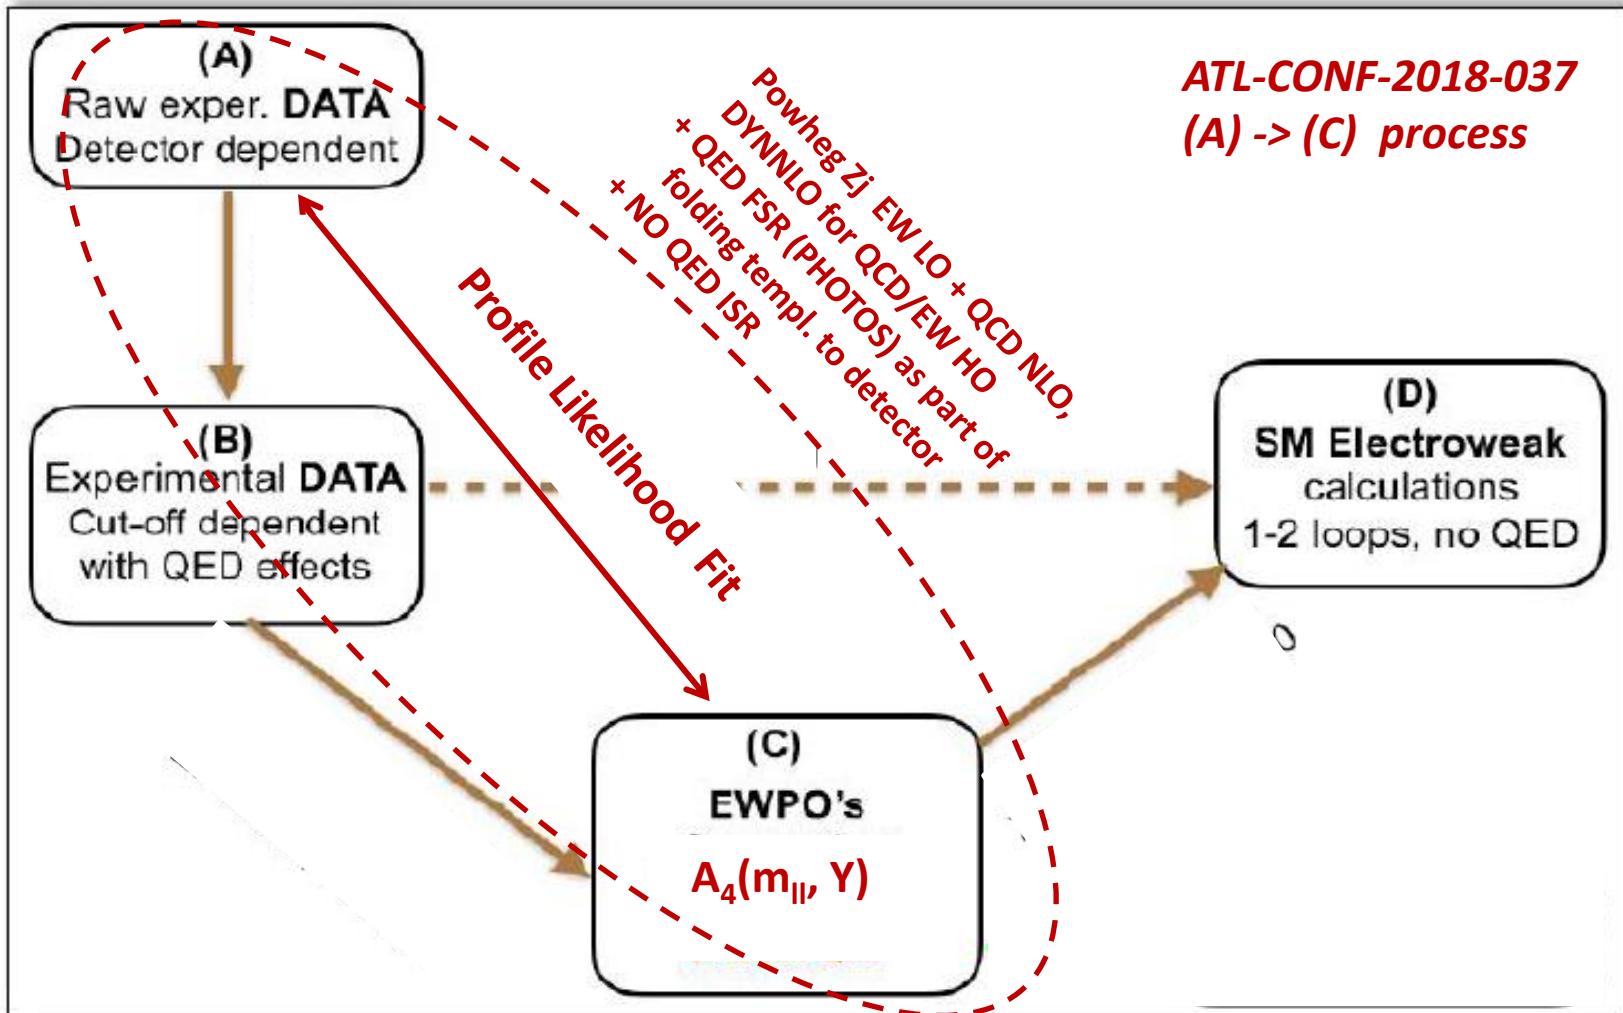 (A)
Raw exper. DATA
Detector dependent
ATL-CONF-2018-037
(A) -> (C) process
Powheg Zj EW LO + QCD NLO,
DYNNLO for QCD/EW HO
+ QED FSR (PHOTOS) as part of
folding templ. to detector
+ NO QED ISR
Profile Likelihood Fit
(B)
Experimental DATA
Cut-off dependent
with QED effects
(D)
SM Electroweak
calculations
1-2 loops, no QED
(C)
EWPO's
A4(mll, Y)